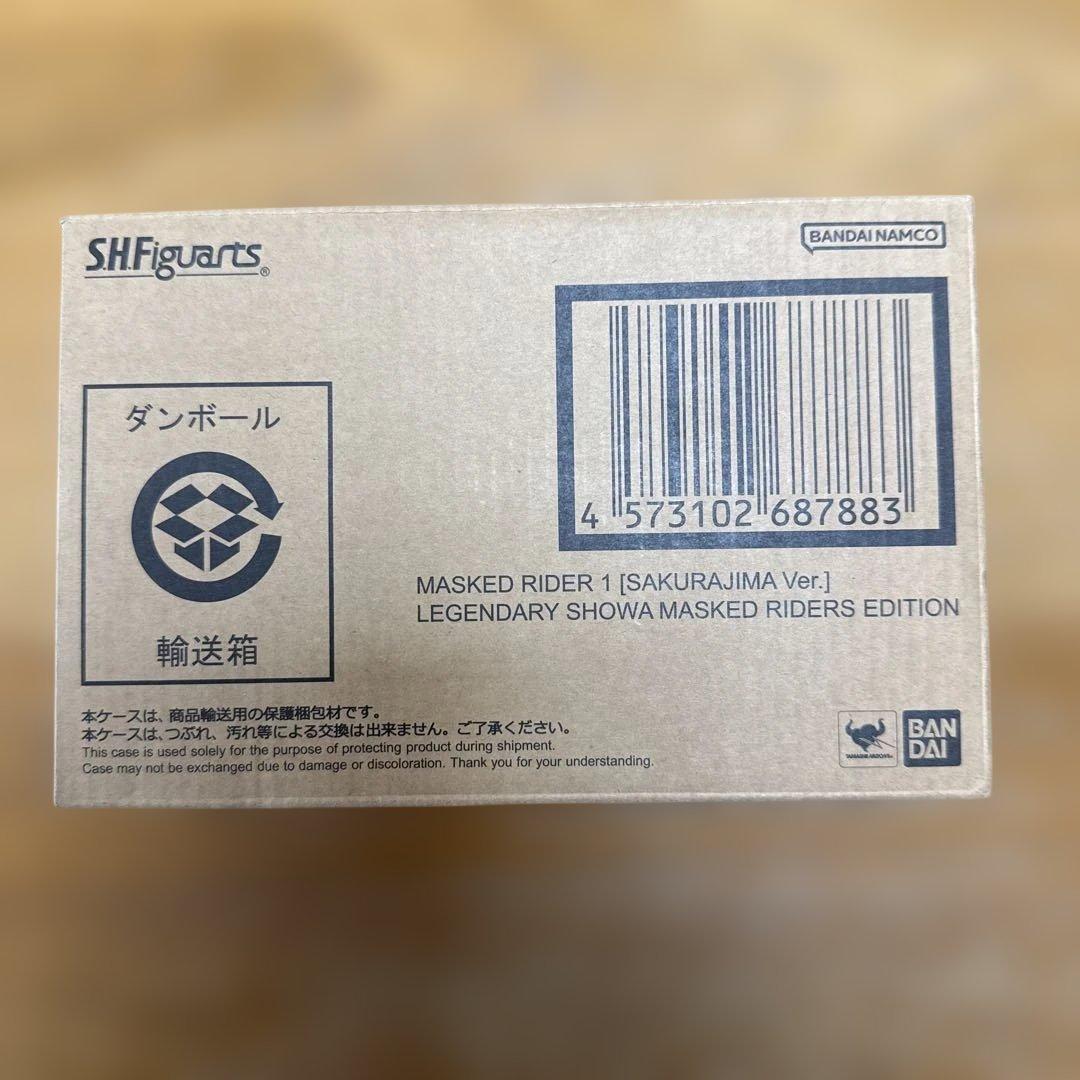 S.H.Figuarts®
BANDAI NAMCO
ダンボール
輸送箱
4 573102 687883
MASKED RIDER 1 [SAKURAJIMA Ver.]
LEGENDARY SHOWA MASKED RIDERS EDITION
本ケースは、商品輸送用の保護梱包材です。
本ケースは、つぶれ、汚れ等による交換は出来ません。ご了承ください。
This case is used solely for the purpose of protecting product during shipment.
Case may not be exchanged due to damage or discoloration. Thank you for your understanding.
BAN
DAI